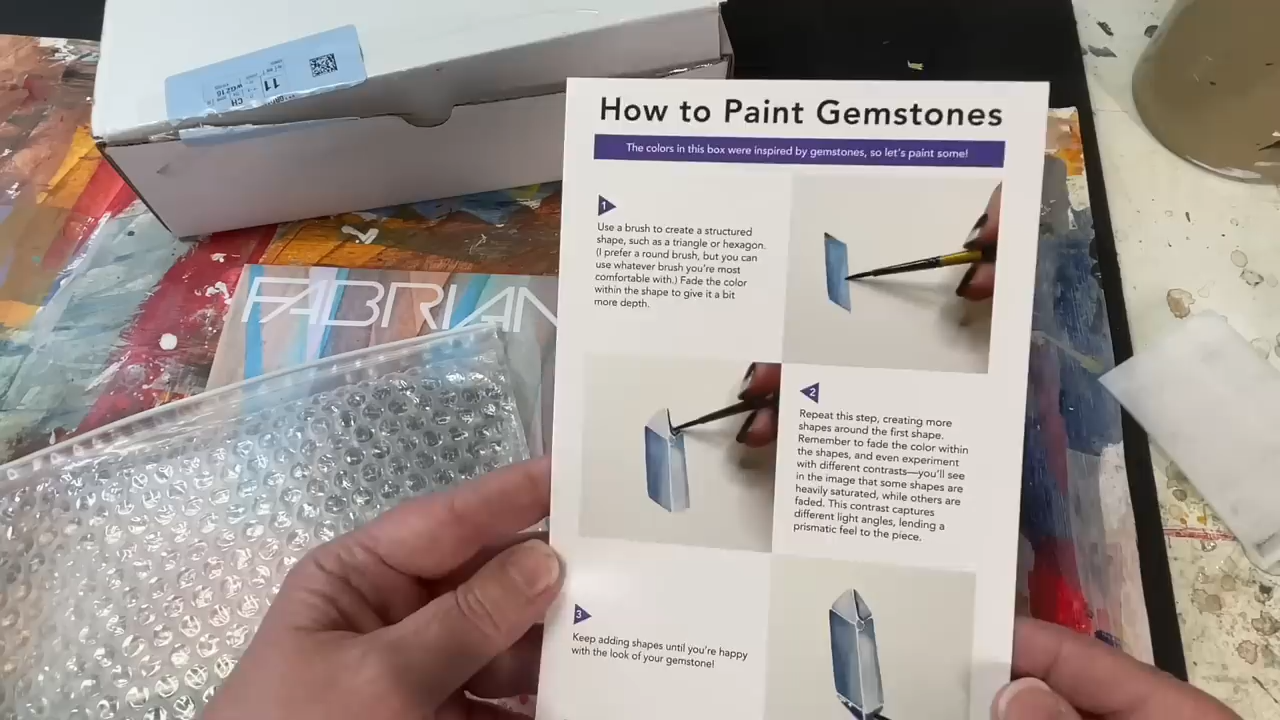 11
CH
WG216
FABRIAN
How to Paint Gemstones
The colors in this box were inspired by gemstones, so let's paint some!
1
Use a brush to create a structured
shape, such as a triangle or hexagon.
(I prefer a round brush, but you can
use whatever brush you're most
comfortable with.) Fade the color
within the shape to give it a bit
more depth.
2
Repeat this step, creating more
shapes around the first shape.
Remember to fade the color within
the shapes, and even experiment
with different contrasts—you'll see
in the image that some shapes are
heavily saturated, while others are
faded. This contrast captures
different light angles, lending a
prismatic feel to the piece.
3
Keep adding shapes until you're happy
with the look of your gemstone!